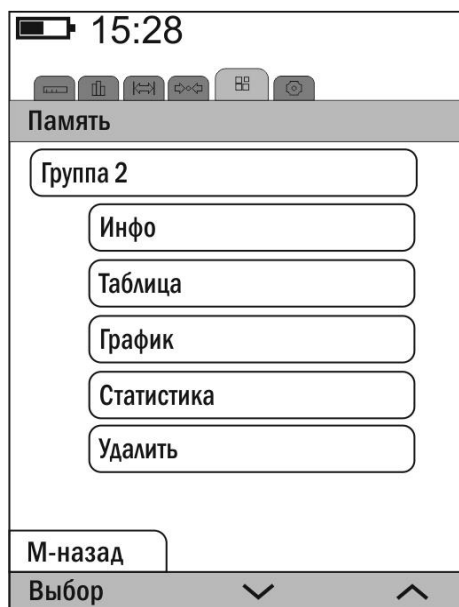 15:28
Память
Группа 2
Инфо
Таблица
График
Статистика
Удалить
М-назад
Выбор